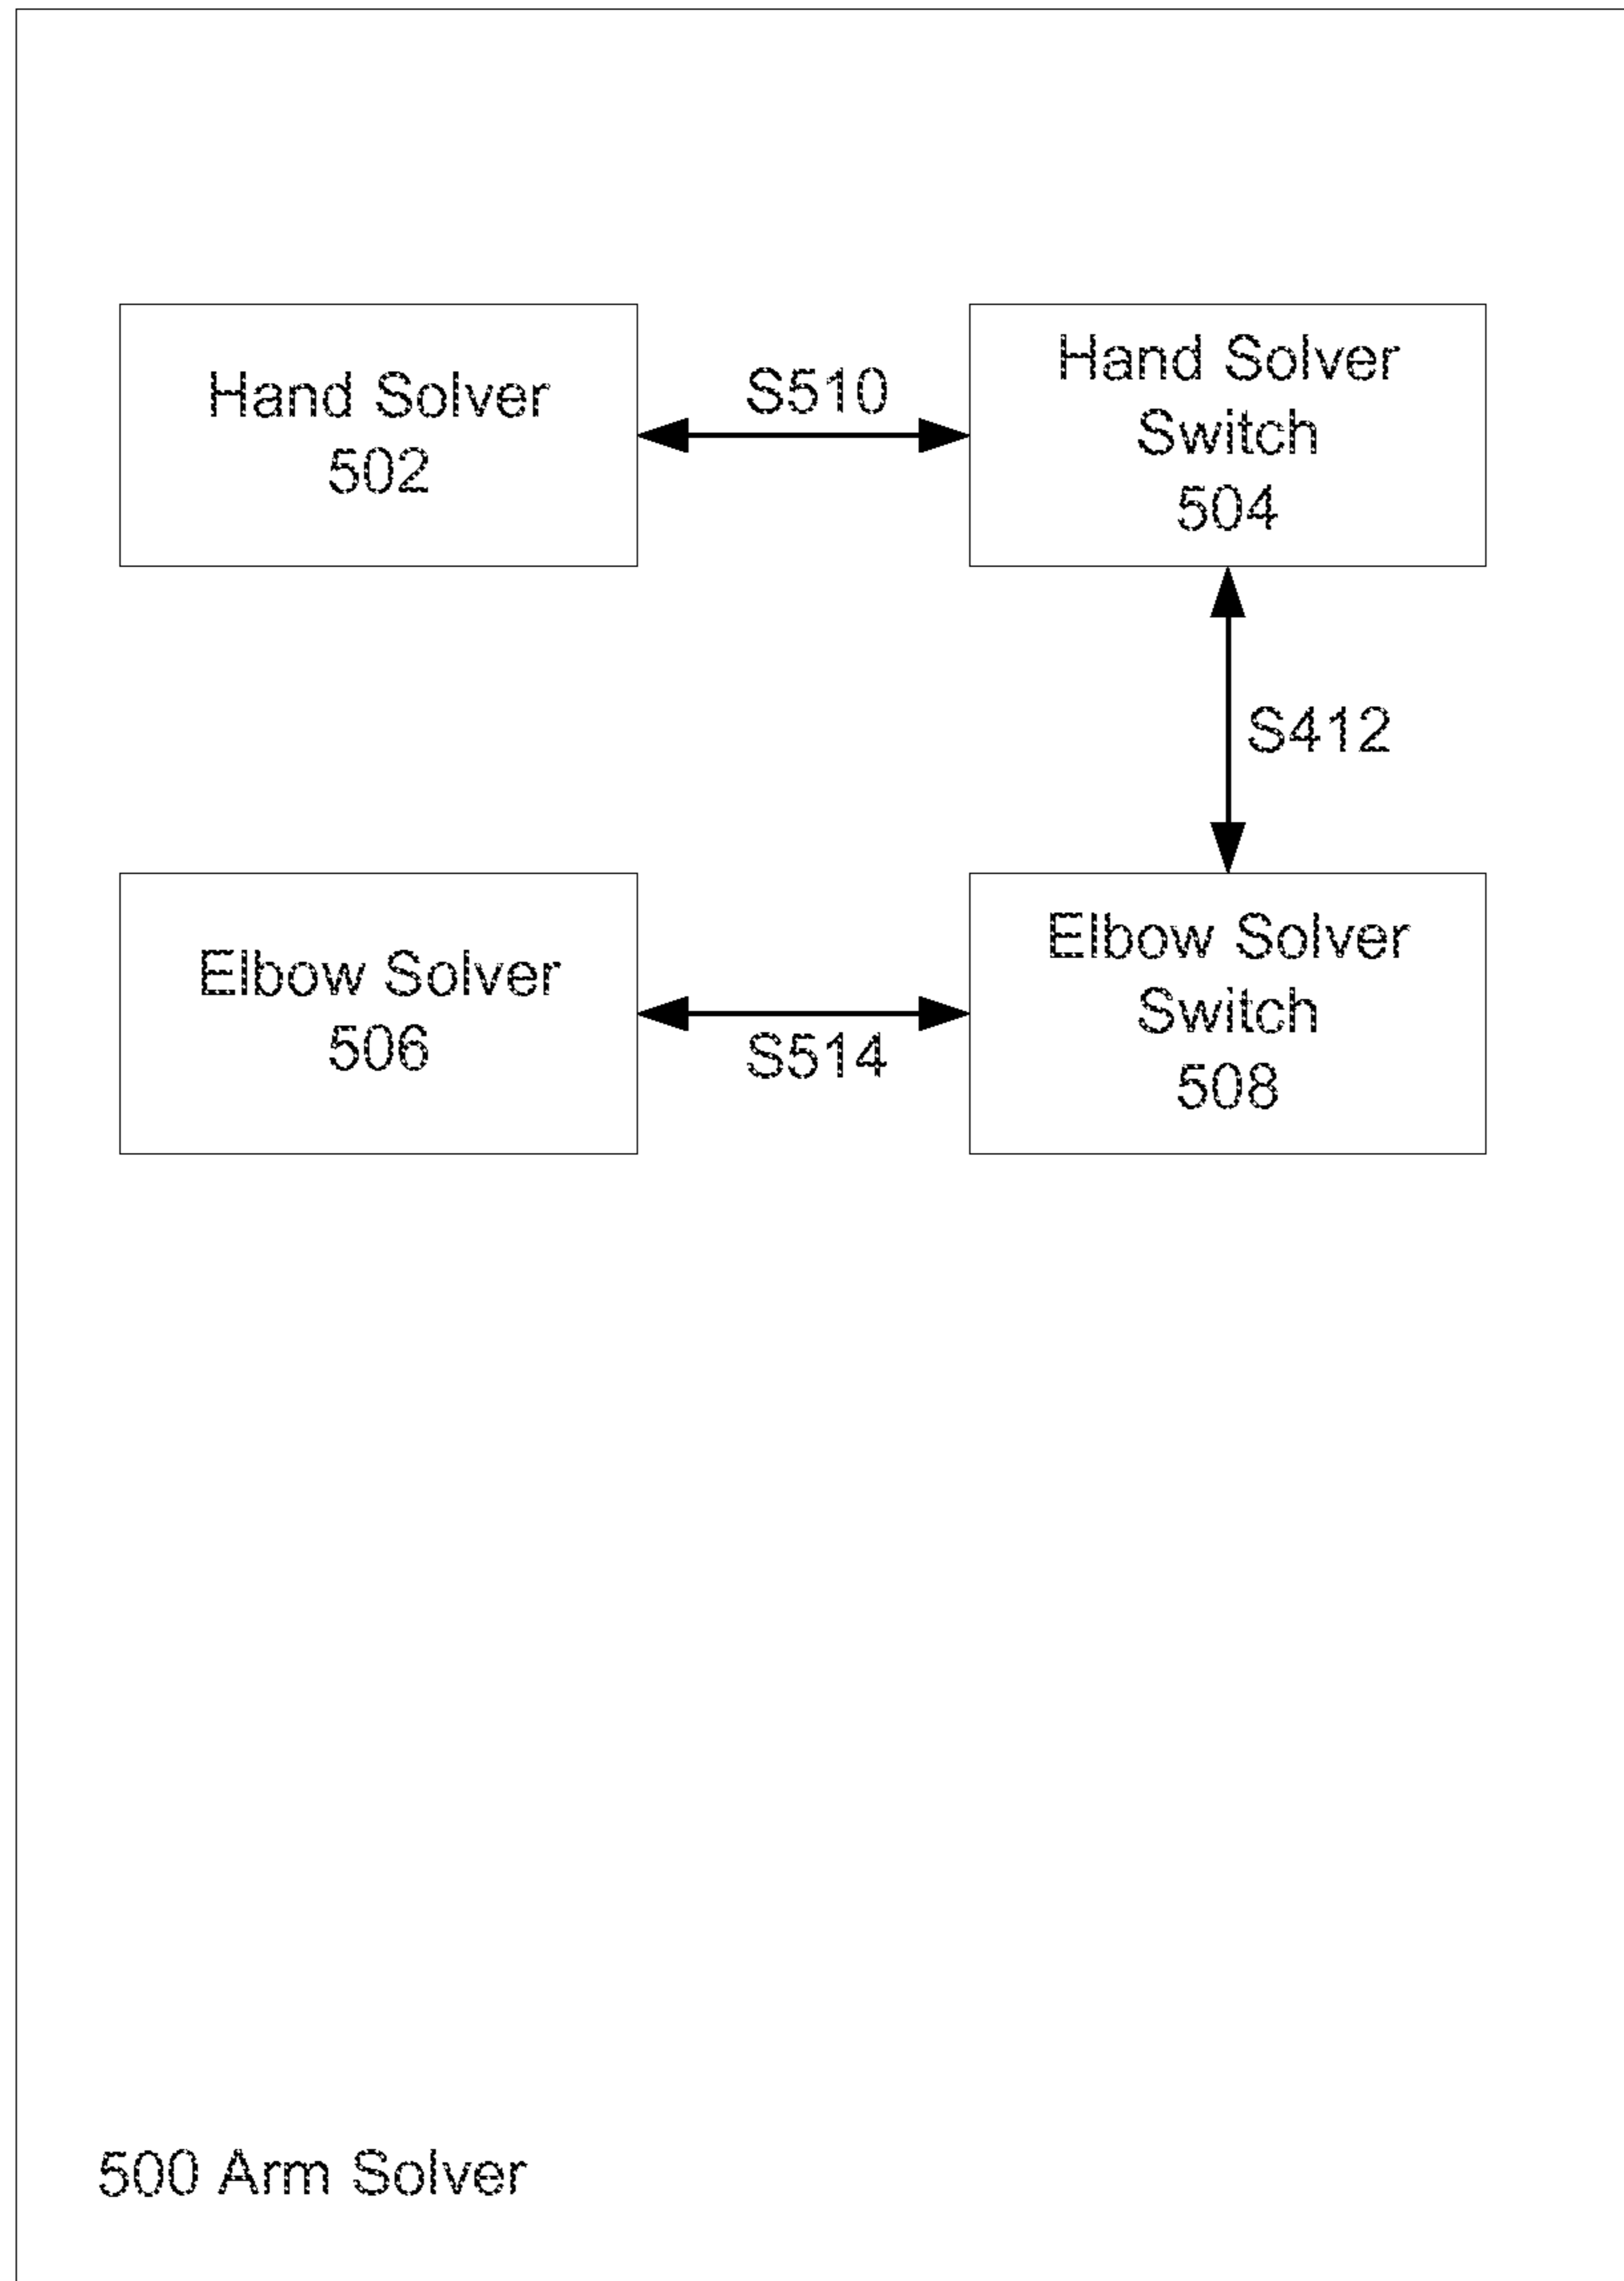 Hand Solver
502
S510
Hand Solver
Switch
504
S412
Elbow Solver
506
S514
Elbow Solver
Switch
508
500 Arm Solver